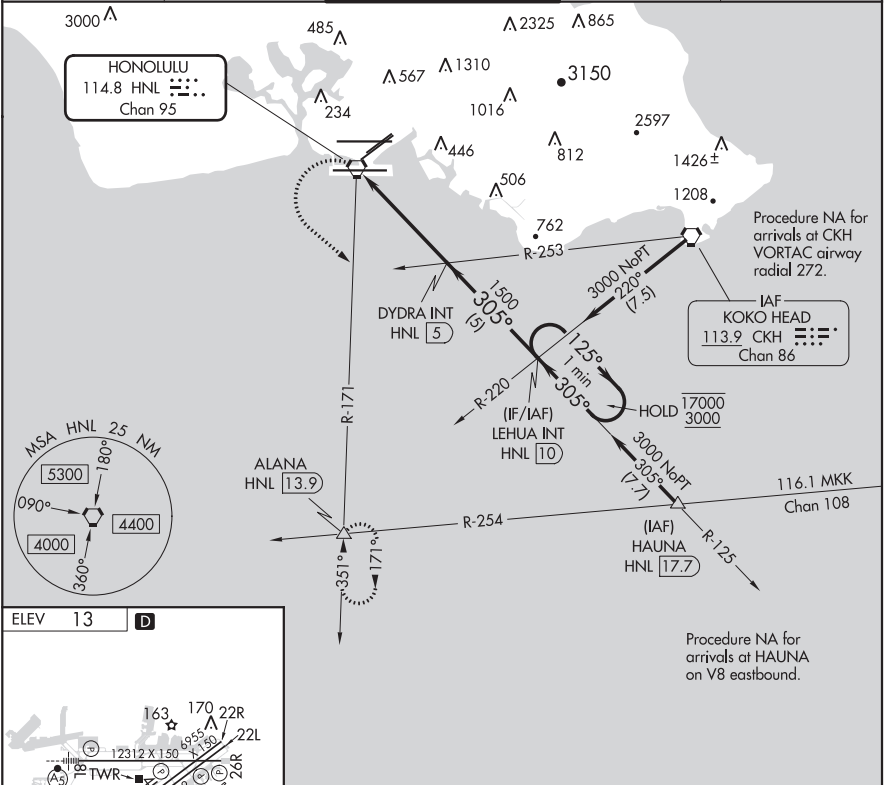 3000
485
2325
865
HONOLULU
114.8 HNL
Chan 95
567
1310
3150
234
1016
2597
446
812
1426±
506
1208
762
R-253
Procedure NA for
arrivals at CKH
VORTAC airway
radial 272.
3000 NoPT
220°
(7.5)
IAF
KOKO HEAD
113.9 CKH
Chan 86
DYDRA INT
HNL 5
1500
305°
(5)
125°
1 min
305°
R-220
R-171
(IF/IAF)
LEHUA INT
HNL 10
HOLD 17000
3000
3000 NoPT
305°
(7.7)
MSA HNL 25 NM
5300
180°
090°
4400
4000
360°
ALANA
HNL 13.9
116.1 MKK
Chan 108
R-254
(IAF)
HAUNA
HNL 17.7
R-125
351°
171°
ELEV 13
D
Procedure NA for
arrivals at HAUNA
on V8 eastbound.
163
170
22R
22L
6955 X 150
12312 X 150
P
P
P
P
26R
A5
TWR